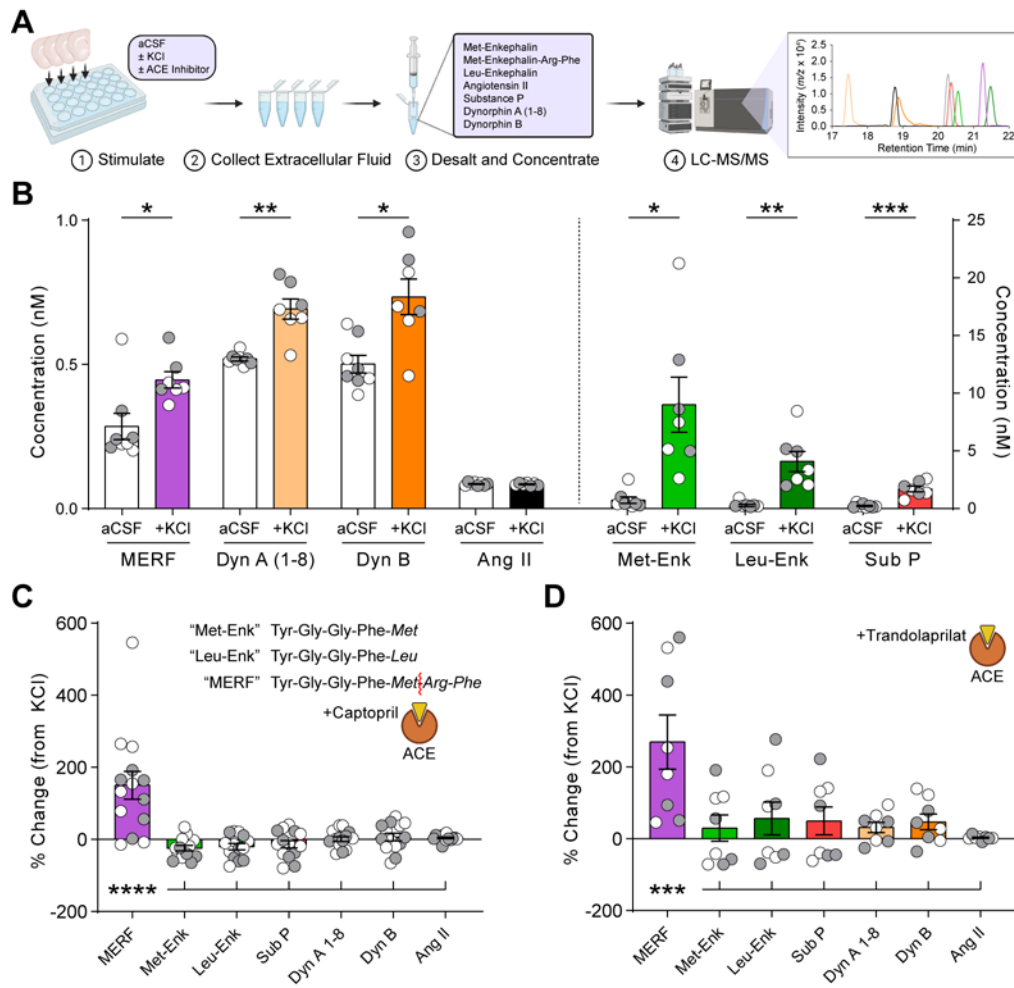 A
aCSF
± KCl
± ACE Inhibitor
Met-Enkephalin
Met-Enkephalin-Arg-Phe
Leu-Enkephalin
Angiotensin II
Substance P
Dynorphin A (1-8)
Dynorphin B
Intensity (m/z x 10⁶)
2.5
2.0
1.5
1.0
0.5
0
17 18 19 20 21 22
Retention Time (min)
1 Stimulate
2 Collect Extracellular Fluid
3 Desalt and Concentrate
4 LC-MS/MS
B
Cocnentration (nM)
1.0
0.5
0.0
* ** * * ** ***
25
20
15
10
5
0
Concentration (nM)
aCSF +KCl aCSF +KCl aCSF +KCl aCSF +KCl aCSF +KCl aCSF +KCl aCSF +KCl
MERF Dyn A (1-8) Dyn B Ang II Met-Enk Leu-Enk Sub P
C
% Change (from KCl)
600
400
200
0
-200
"Met-Enk" Tyr-Gly-Gly-Phe-Met
"Leu-Enk" Tyr-Gly-Gly-Phe-Leu
"MERF" Tyr-Gly-Gly-Phe-Met-Arg-Phe
+Captopril
ACE
****
MERF Met-Enk Leu-Enk Sub P Dyn A 1-8 Dyn B Ang II
D
% Change (from KCl)
600
400
200
0
-200
+Trandolaprilat
ACE
***
MERF Met-Enk Leu-Enk Sub P Dyn A 1-8 Dyn B Ang II